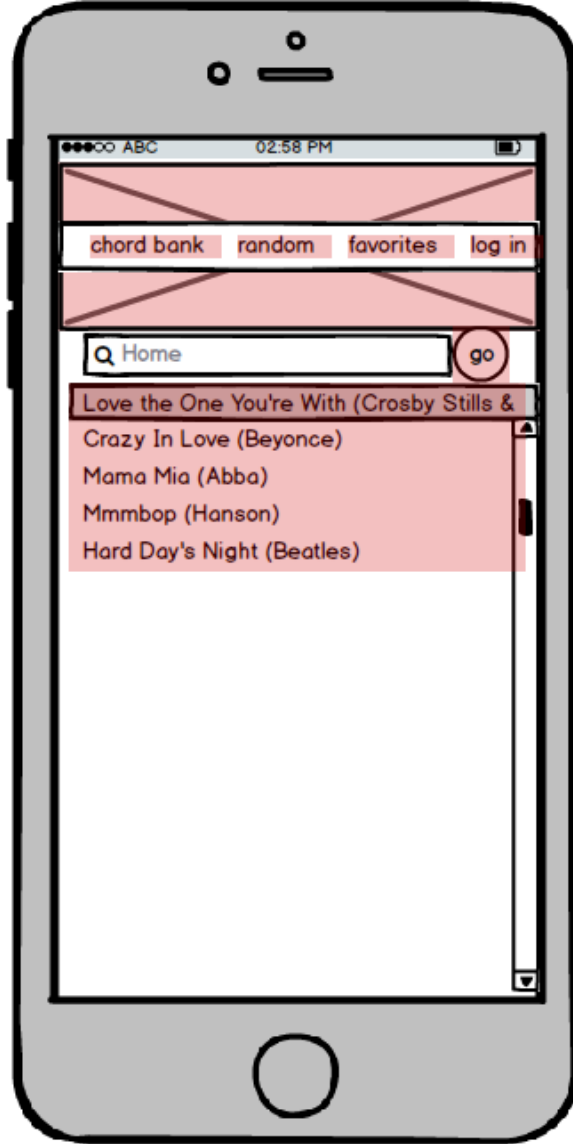 ABC 02:58 PM
chord bank random favorites log in
Home go
Love the One You're With (Crosby Stills &
Crazy In Love (Beyonce)
Mama Mia (Abba)
Mmmbop (Hanson)
Hard Day's Night (Beatles)